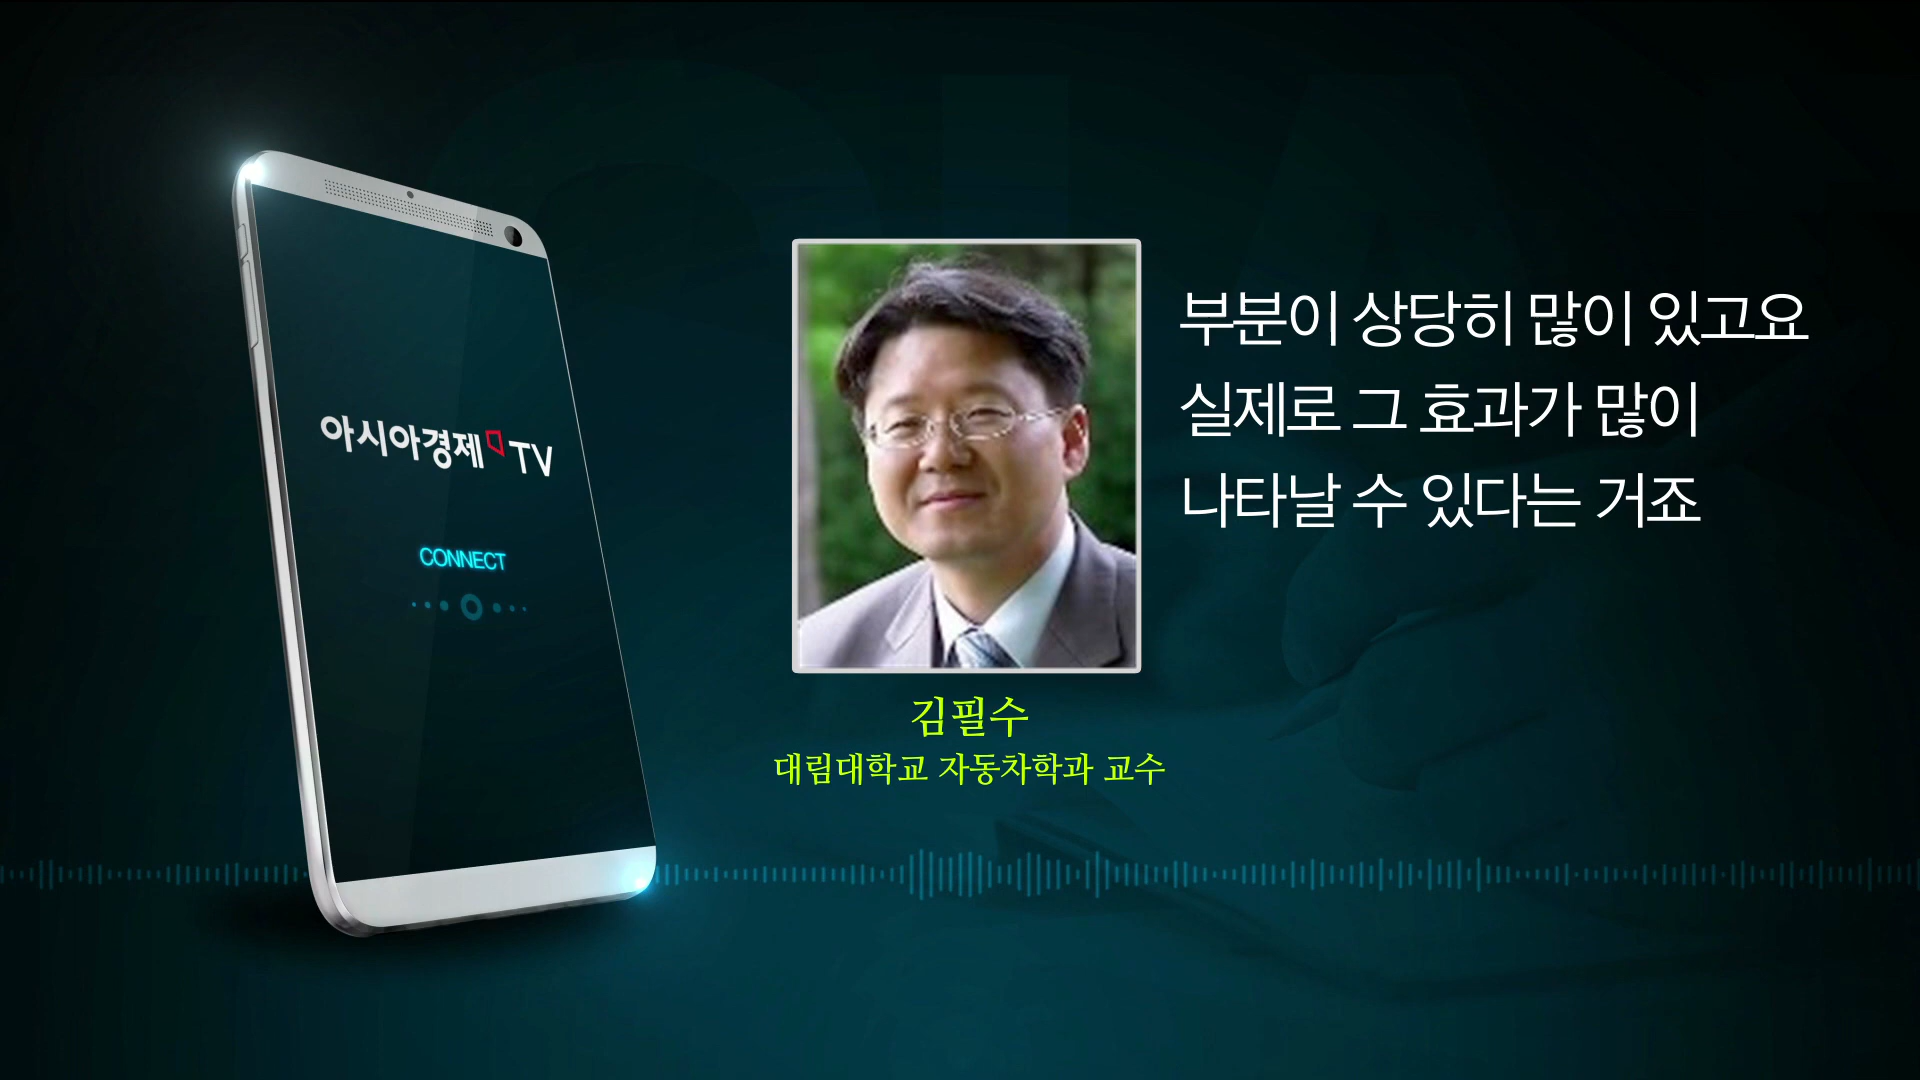 아시아경제TV
CONNECT
부분이 상당히 많이 있고요
실제로 그 효과가 많이
나타날 수 있다는 거죠
김필수
대림대학교 자동차학과 교수